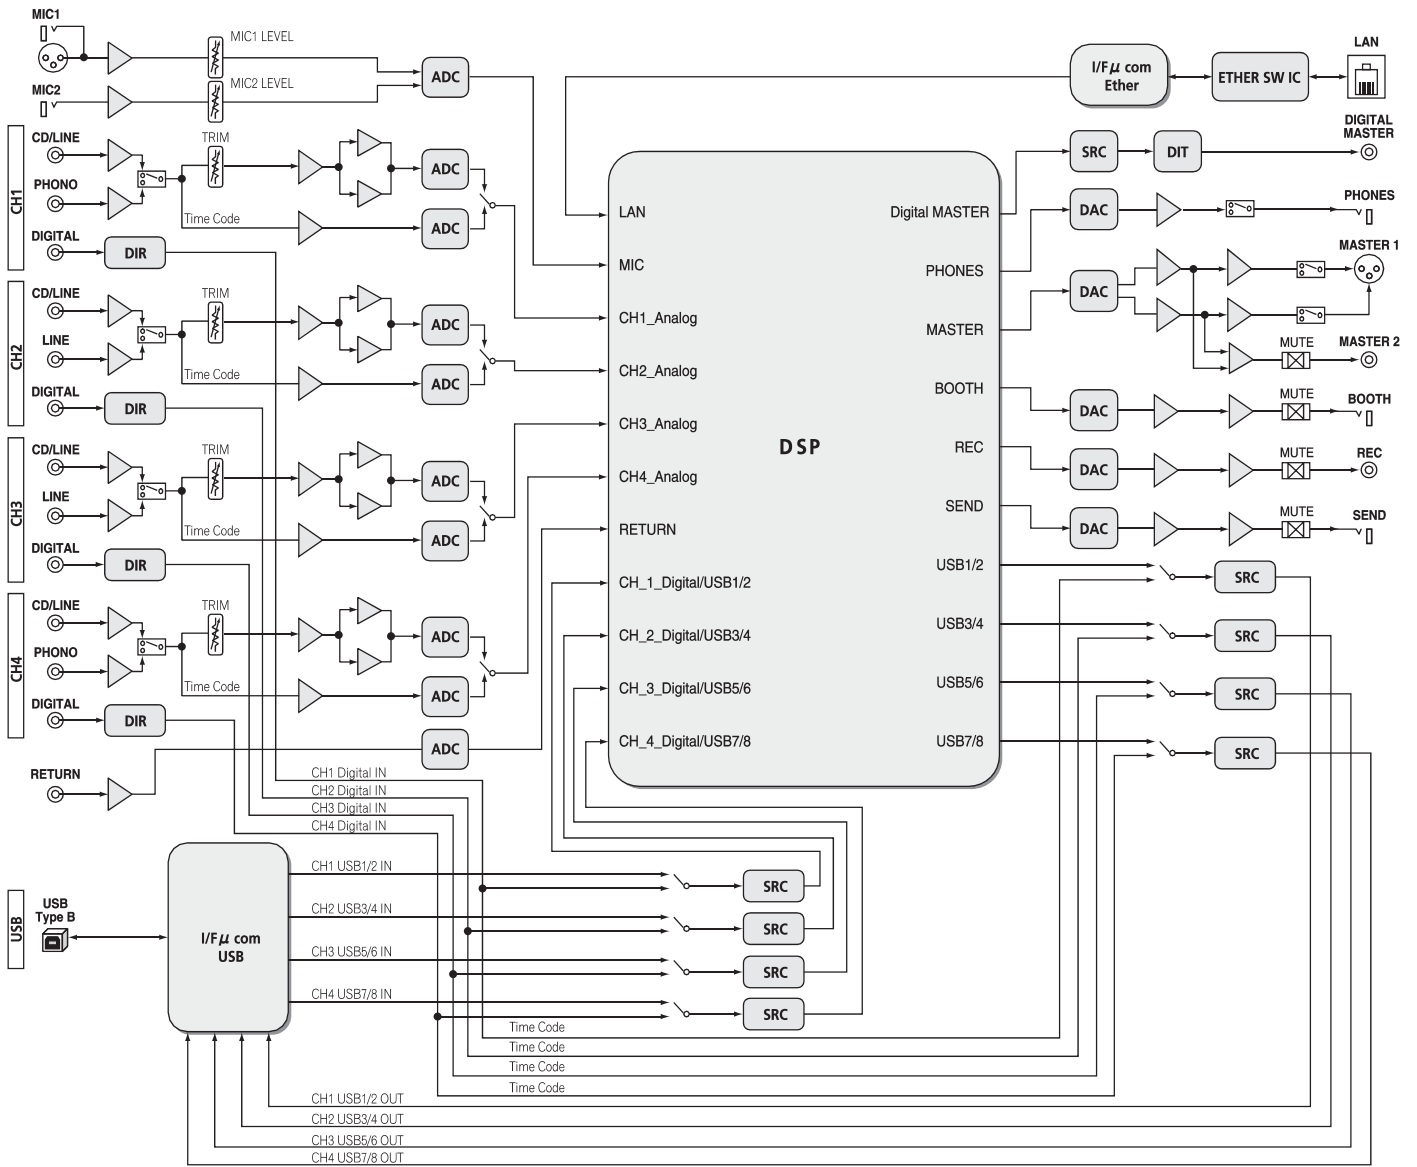 MIC1
MIC1 LEVEL
MIC2
MIC2 LEVEL
ADC
CH1
CD/LINE
TRIM
ADC
PHONO
Time Code
ADC
DIGITAL
DIR
CH2
CD/LINE
TRIM
ADC
LINE
Time Code
ADC
DIGITAL
DIR
CH3
CD/LINE
TRIM
ADC
LINE
Time Code
ADC
DIGITAL
DIR
CH4
CD/LINE
TRIM
ADC
PHONO
Time Code
ADC
DIGITAL
DIR
RETURN
ADC
CH1 Digital IN
CH2 Digital IN
CH3 Digital IN
CH4 Digital IN
DSP
LAN
MIC
CH1_Analog
CH2_Analog
CH3_Analog
CH4_Analog
RETURN
CH_1_Digital/USB1/2
CH_2_Digital/USB3/4
CH_3_Digital/USB5/6
CH_4_Digital/USB7/8
Digital MASTER
PHONES
MASTER
BOOTH
REC
SEND
USB1/2
USB3/4
USB5/6
USB7/8
I/Fμ com
Ether
ETHER SW IC
LAN
SRC
DIT
DIGITAL
MASTER
DAC
PHONES
DAC
MASTER 1
MUTE
MASTER 2
DAC
MUTE
BOOTH
DAC
MUTE
REC
DAC
MUTE
SEND
SRC
SRC
SRC
SRC
USB
USB
Type B
I/Fμ com
USB
CH1 USB1/2 IN
SRC
CH2 USB3/4 IN
SRC
CH3 USB5/6 IN
SRC
CH4 USB7/8 IN
SRC
Time Code
Time Code
Time Code
Time Code
CH1 USB1/2 OUT
CH2 USB3/4 OUT
CH3 USB5/6 OUT
CH4 USB7/8 OUT